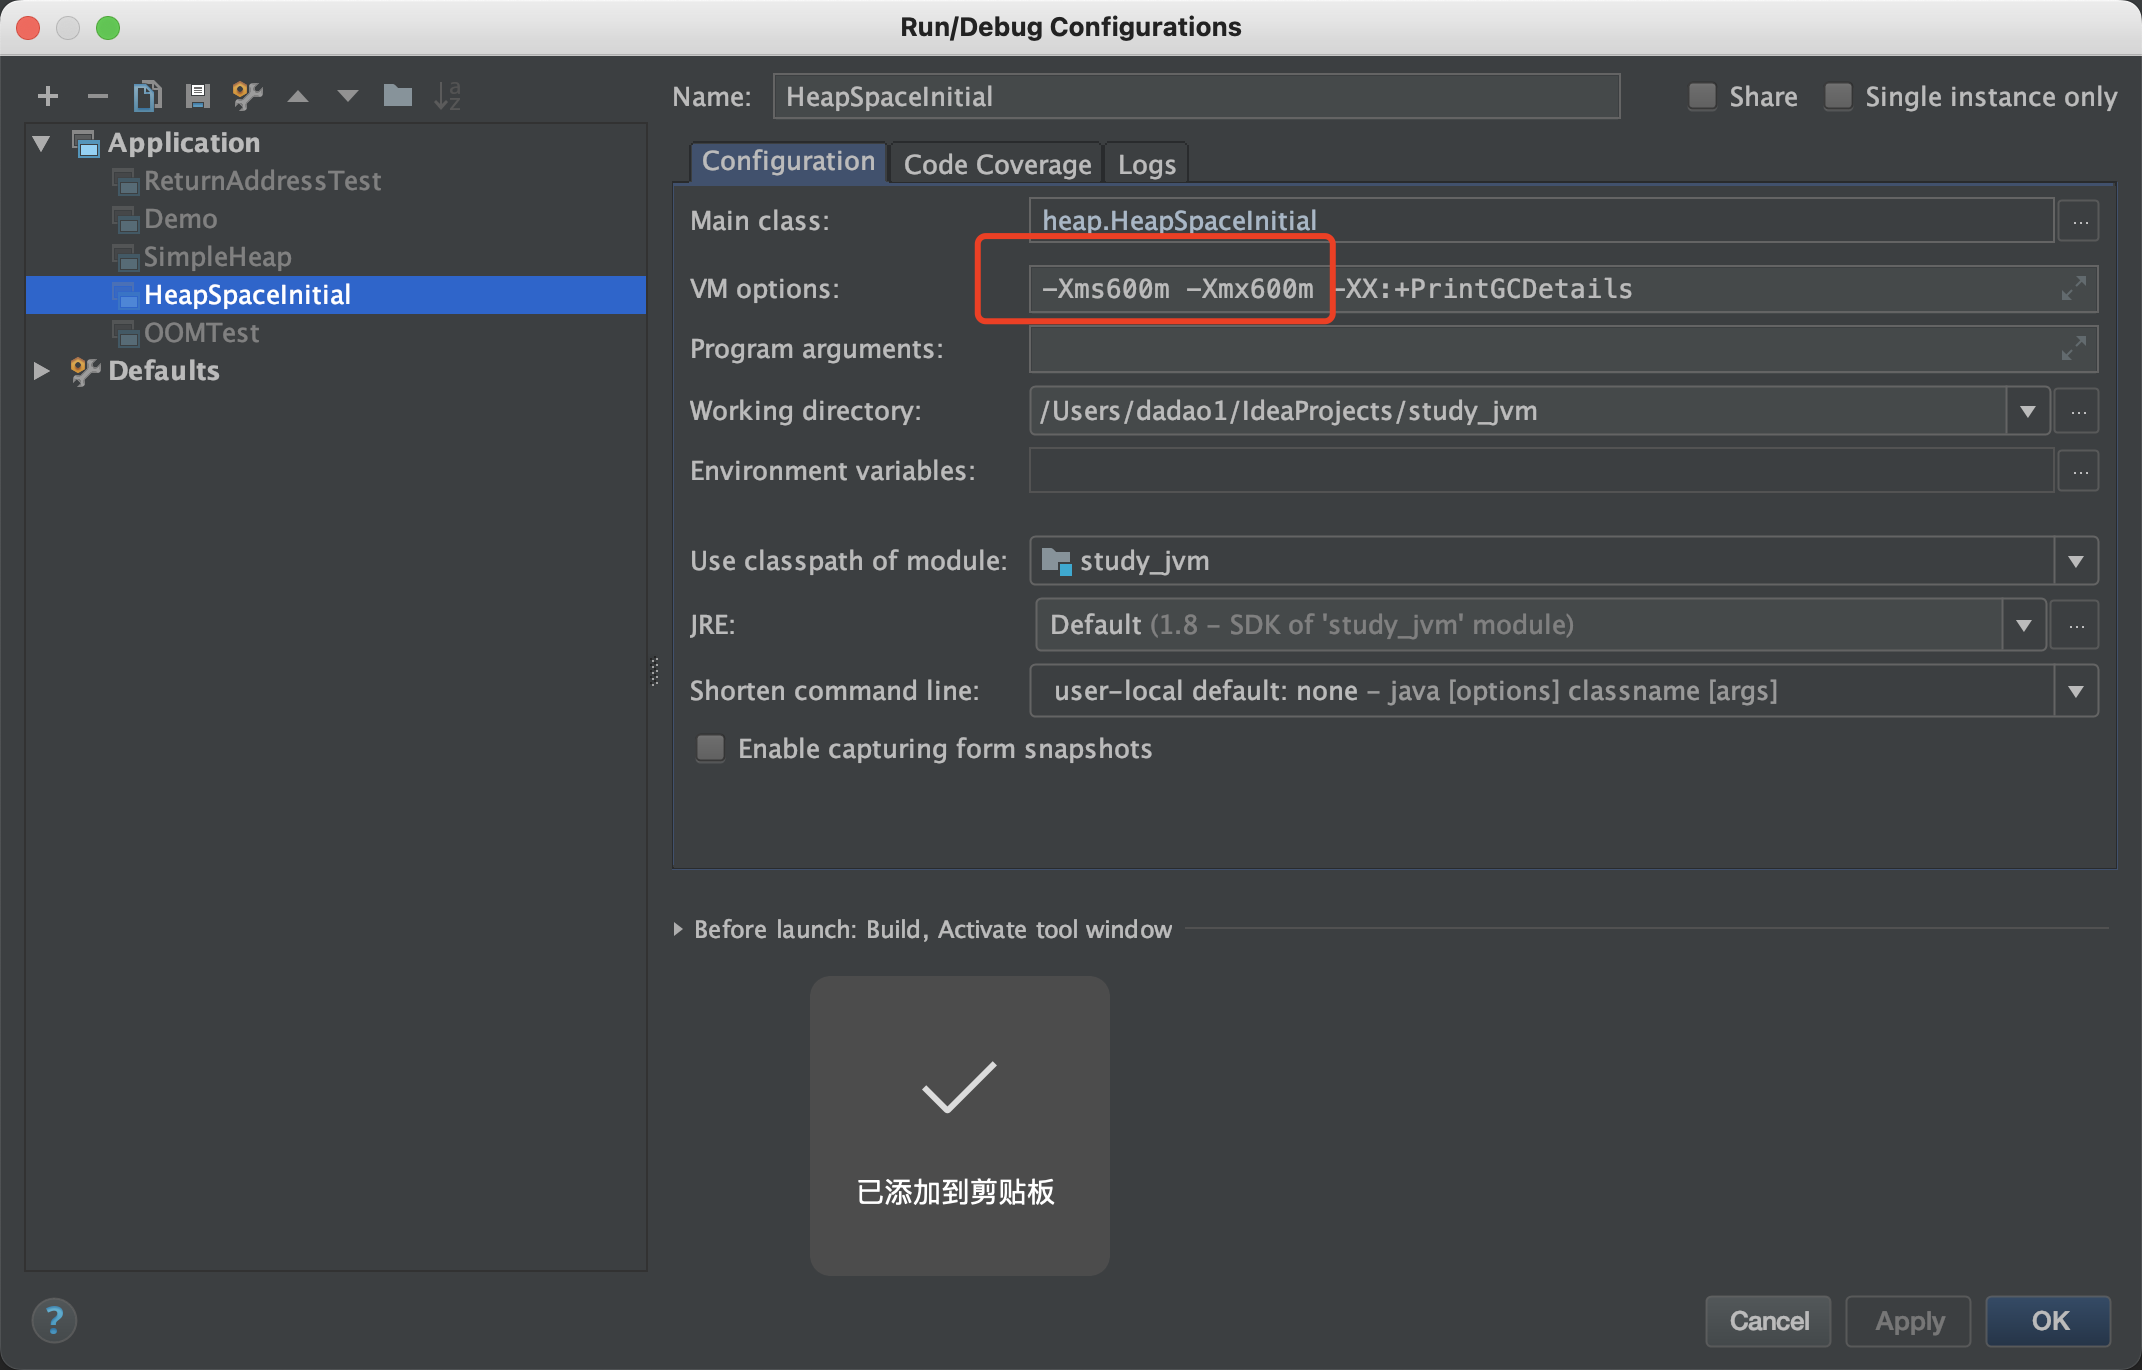 Run/Debug Configurations
Name: HeapSpaceInitial Share Single instance only
Application
ReturnAddressTest
Demo
SimpleHeap
HeapSpaceInitial
OOMTest
Defaults
Configuration Code Coverage Logs
Main class: heap.HeapSpaceInitial ...
VM options: -Xms600m -Xmx600m -XX:+PrintGCDetails
Program arguments:
Working directory: /Users/dadao1/IdeaProjects/study_jvm ...
Environment variables: ...
Use classpath of module: study_jvm
JRE: Default (1.8 – SDK of 'study_jvm' module) ...
Shorten command line: user-local default: none – java [options] classname [args]
Enable capturing form snapshots
Before launch: Build, Activate tool window
已添加到剪贴板
? Cancel Apply OK